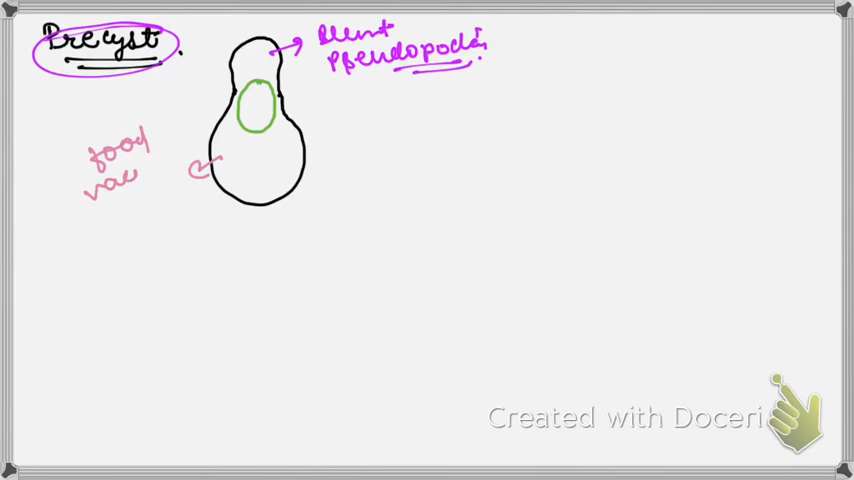 Precyst
Blunt
Pseudopodia
food
vac
Created with Doceri